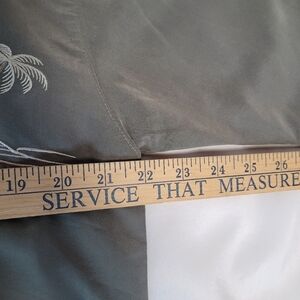 19 20 21 22 23 24 25 26
SERVICE THAT MEASURE